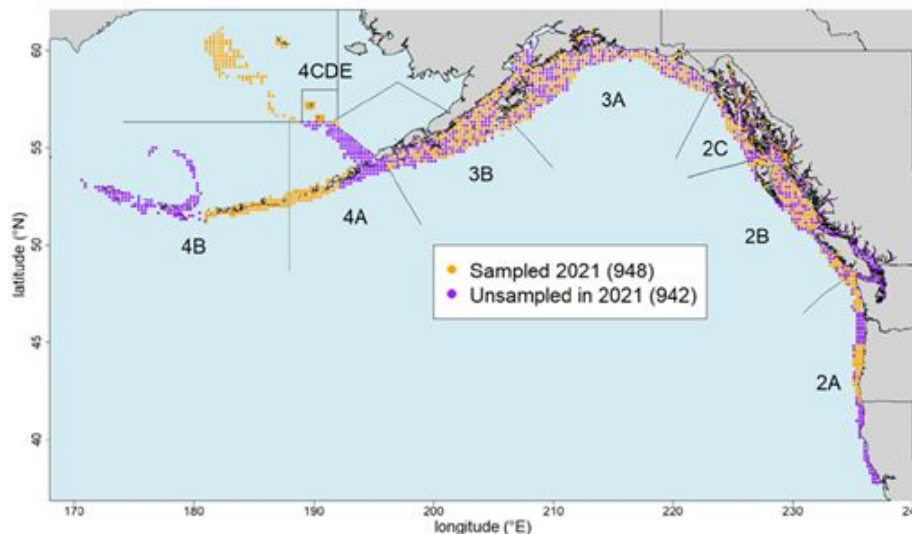 60
55
50
45
40
latitude (°N)
4CDE
3A
2C
3B
4A
2B
4B
Sampled 2021 (948)
Unsampled in 2021 (942)
2A
170 180 190 200 210 220 230 24
longitude (°E)